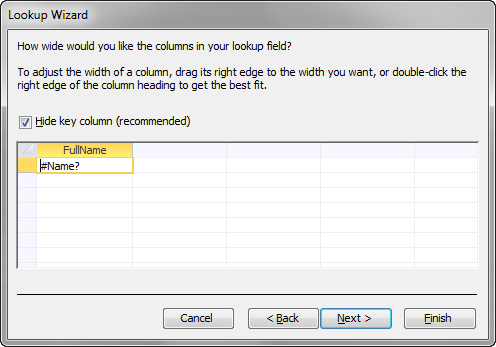 Lookup Wizard
How wide would you like the columns in your lookup field?
To adjust the width of a column, drag its right edge to the width you want, or double-click the
right edge of the column heading to get the best fit.
Hide key column (recommended)
FullName
#Name?
Cancel
< Back
Next >
Finish